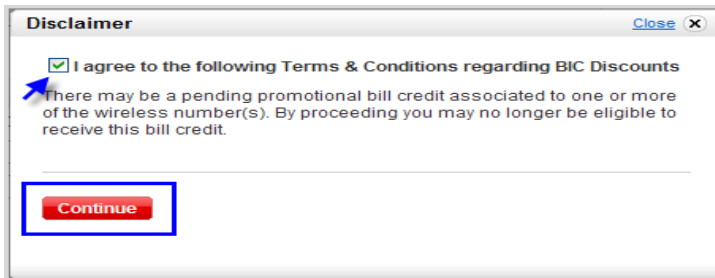 Disclaimer Close
I agree to the following Terms & Conditions regarding BIC Discounts
There may be a pending promotional bill credit associated to one or more
of the wireless number(s). By proceeding you may no longer be eligible to
receive this bill credit.
Continue